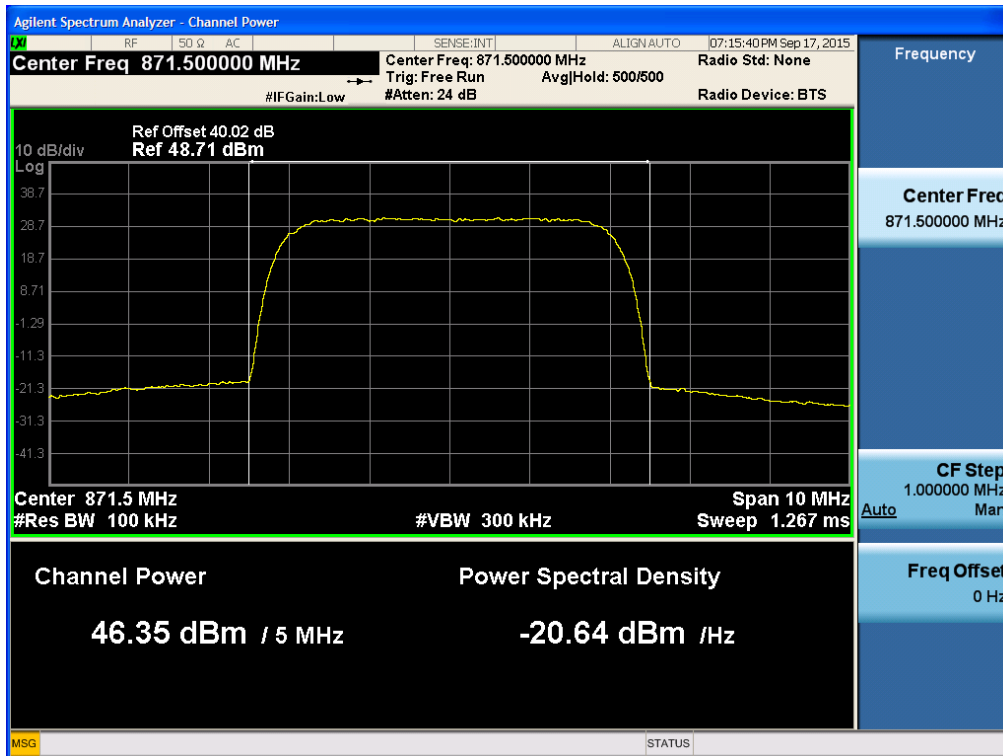 Agilent Spectrum Analyzer - Channel Power
LXI RF 50 Ω AC SENSE:INT ALIGN AUTO 07:15:40 PM Sep 17, 2015
Center Freq 871.500000 MHz
Center Freq: 871.500000 MHz
Radio Std: None
Trig: Free Run Avg|Hold: 500/500
#IFGain:Low
#Atten: 24 dB
Radio Device: BTS
Ref Offset 40.02 dB
10 dB/div Ref 48.71 dBm
Log
38.7
28.7
18.7
8.71
-1.29
-11.3
-21.3
-31.3
-41.3
Center 871.5 MHz Span 10 MHz
#Res BW 100 kHz #VBW 300 kHz Sweep 1.267 ms
Channel Power
Power Spectral Density
46.35 dBm / 5 MHz
-20.64 dBm /Hz
Frequency
Center Freq
871.500000 MHz
CF Step
1.000000 MHz
Auto Man
Freq Offset
0 Hz
MSG STATUS